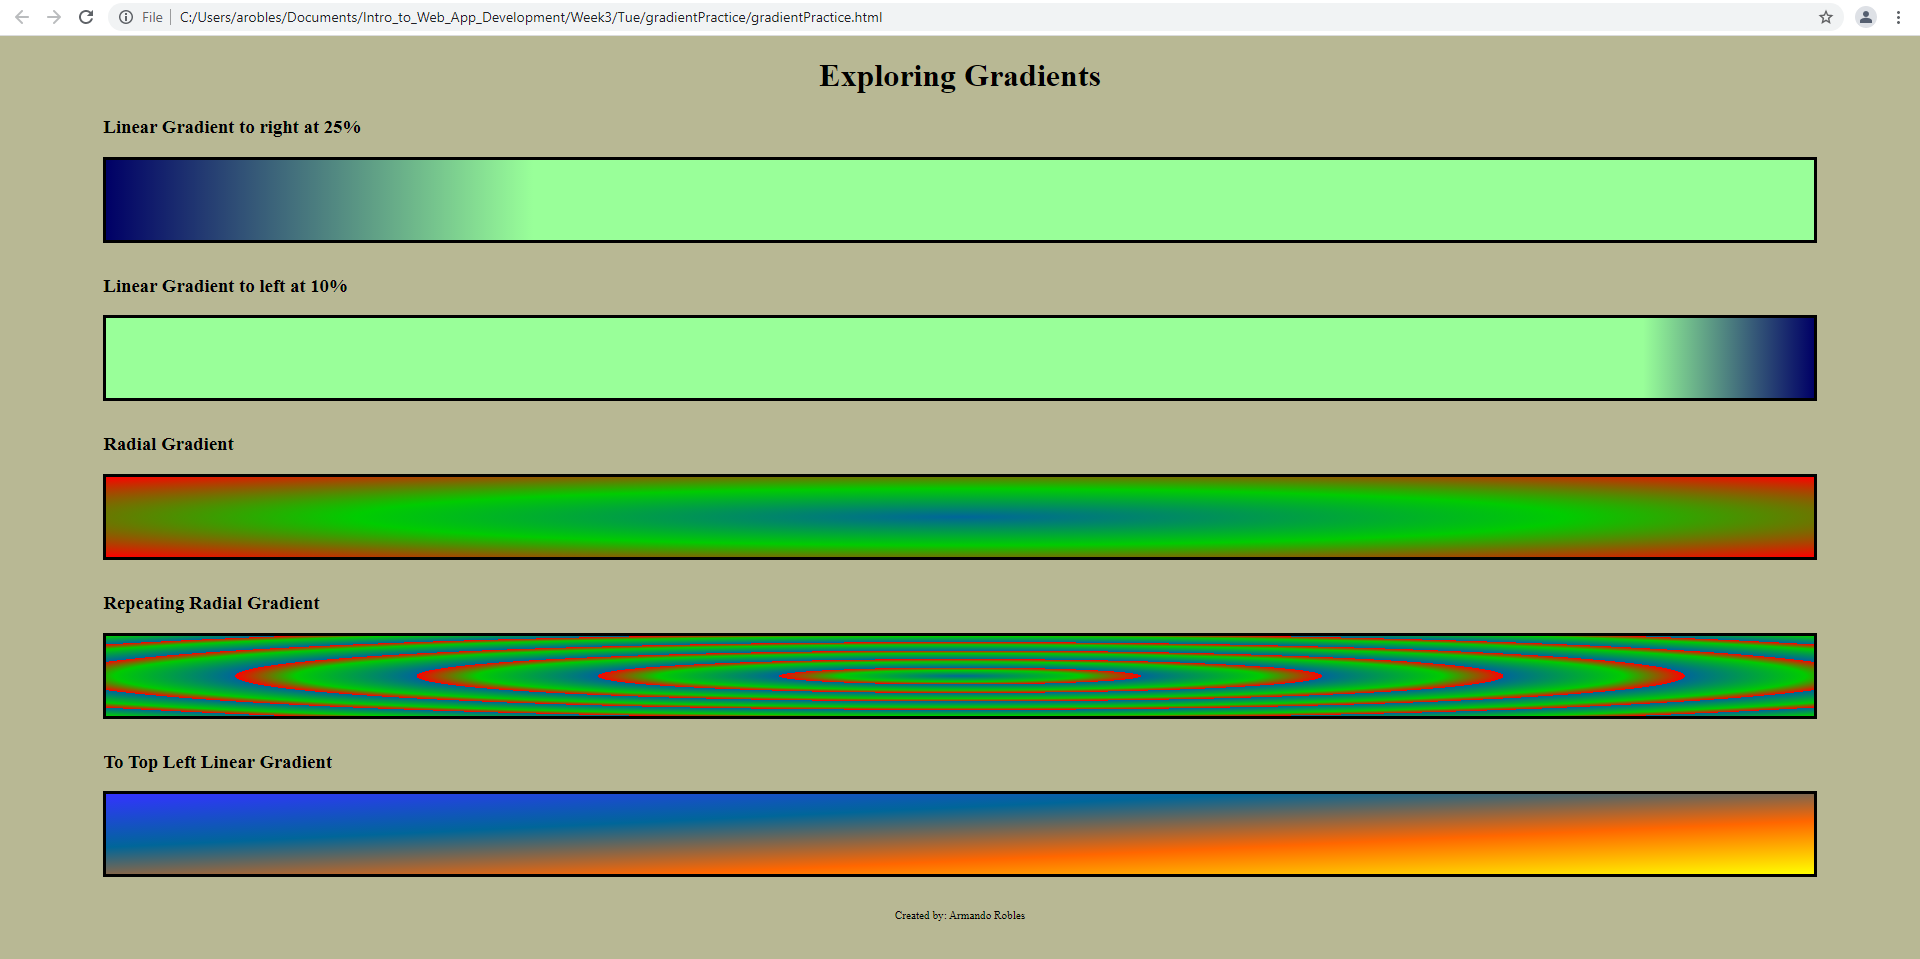 File C:/Users/arobles/Documents/Intro_to_Web_App_Development/Week3/Tue/gradientPractice/gradientPractice.html
Exploring Gradients
Linear Gradient to right at 25%
Linear Gradient to left at 10%
Radial Gradient
Repeating Radial Gradient
To Top Left Linear Gradient
Created by: Armando Robles